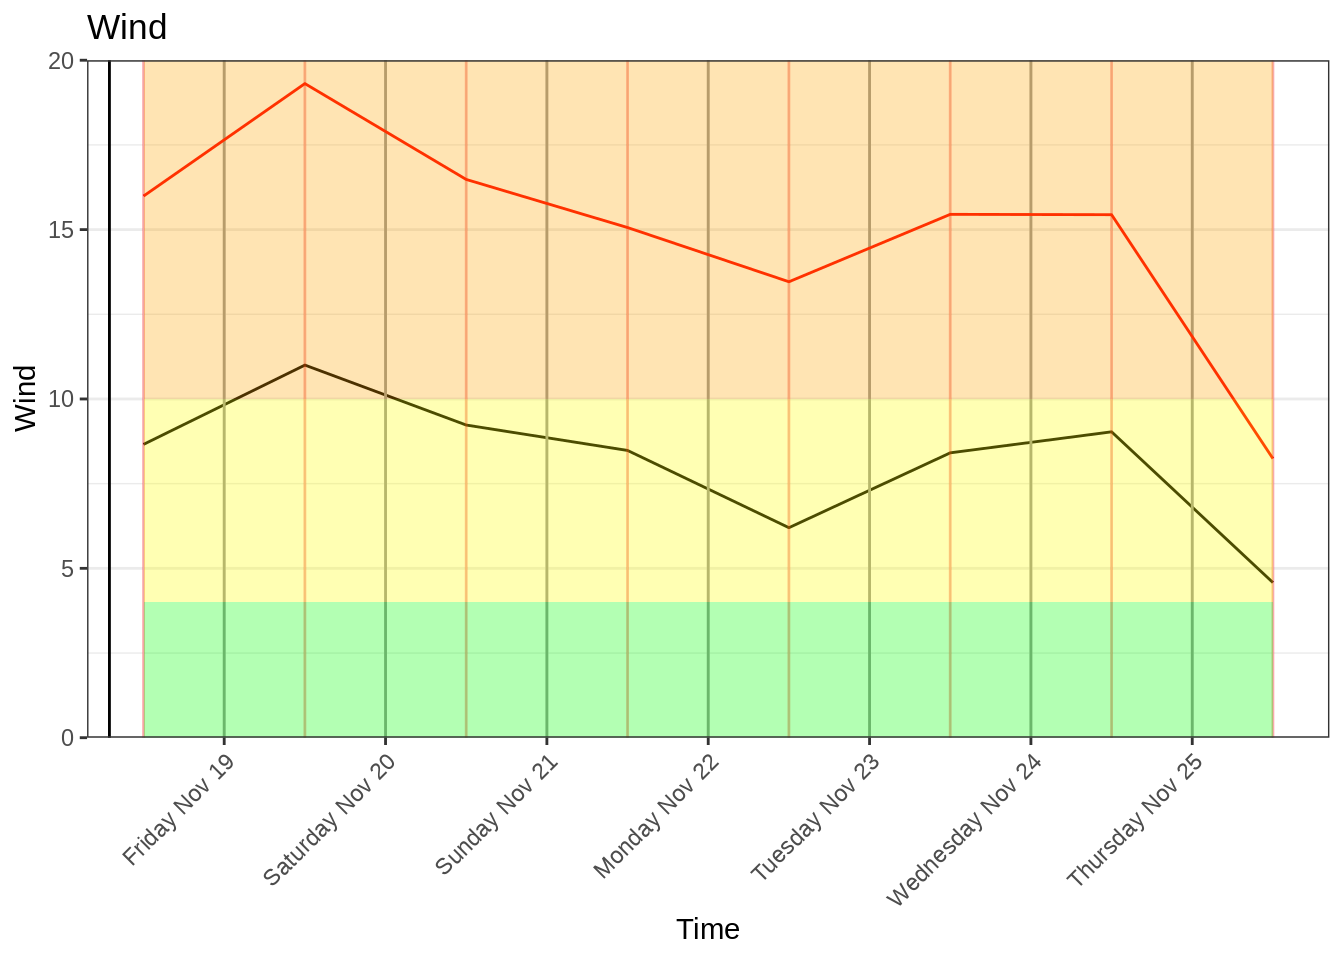 Wind
20
15
10
5
0
Wind
Friday Nov 19
Saturday Nov 20
Sunday Nov 21
Monday Nov 22
Tuesday Nov 23
Wednesday Nov 24
Thursday Nov 25
Time